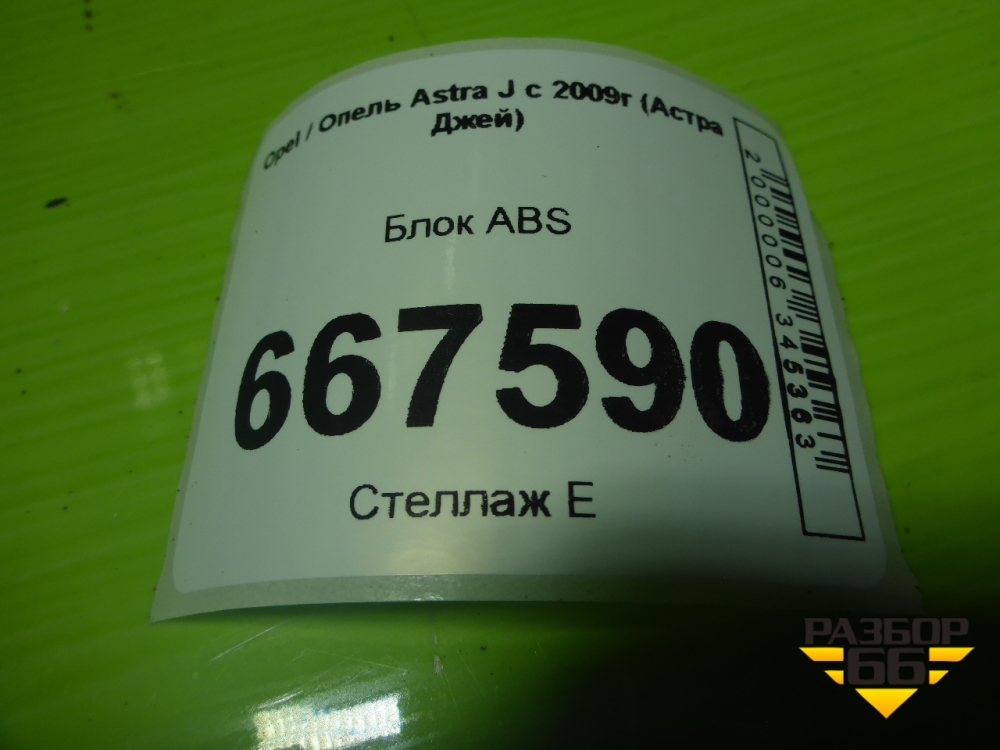 Opel / Опель Astra J с 2009г (Астра
Джей)
Блок ABS
667590
Стеллаж Е
2000006345363
РАЗБОР
66